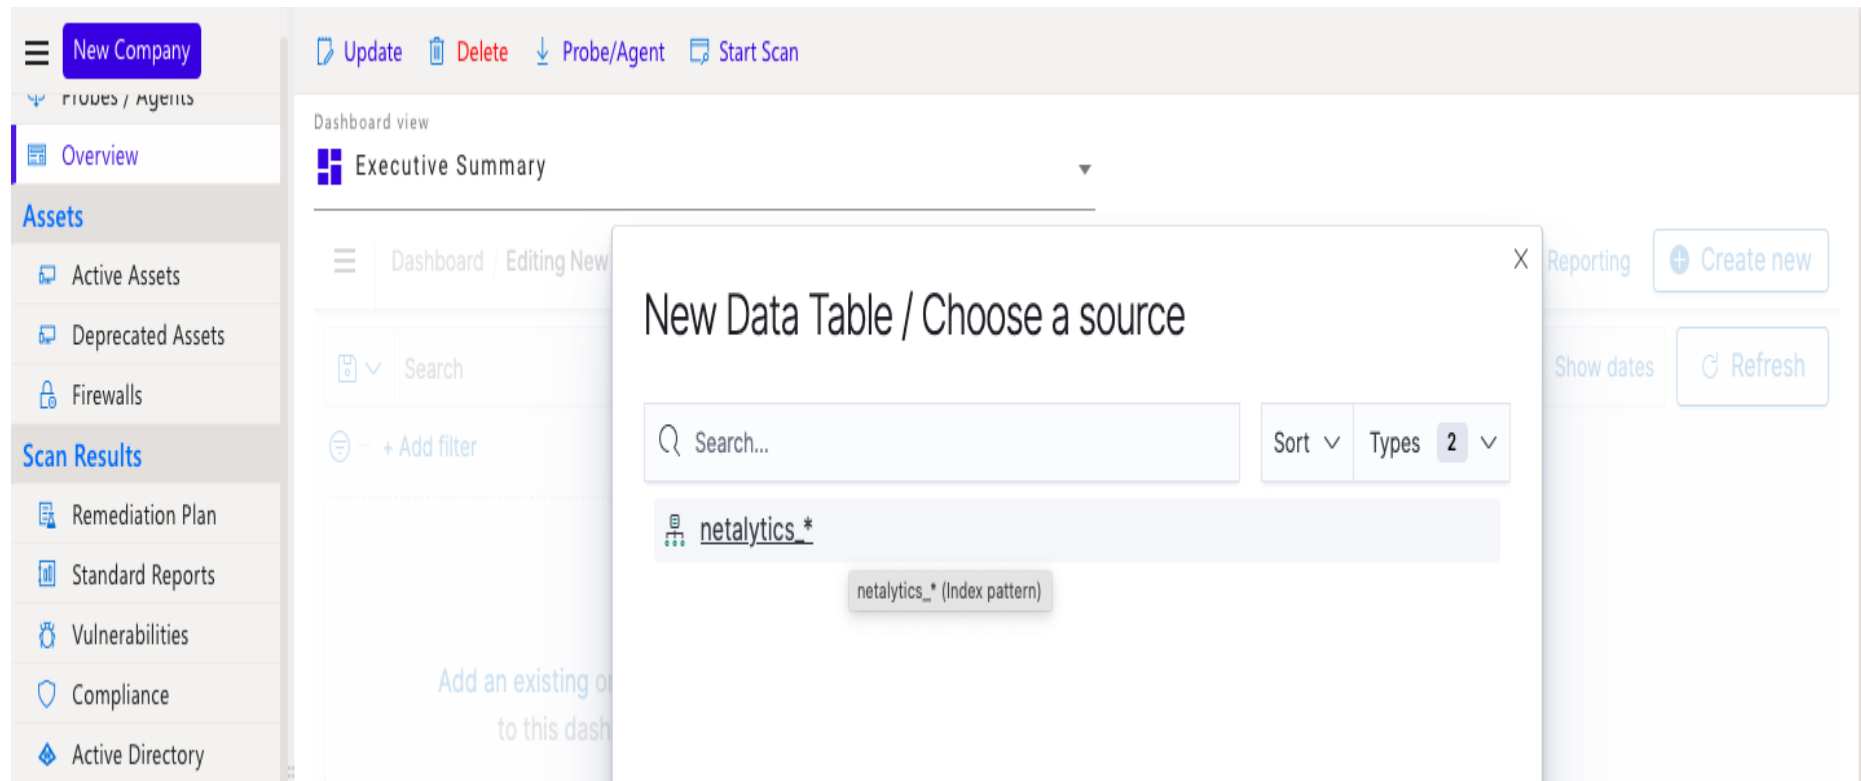 New Company
Update Delete Probe/Agent Start Scan
Probes / Agents
Overview
Assets
Active Assets
Deprecated Assets
Firewalls
Scan Results
Remediation Plan
Standard Reports
Vulnerabilities
Compliance
Active Directory
Dashboard view
Executive Summary
Dashboard / Editing New
Reporting Create new
Search
Show dates Refresh
+ Add filter
Add an existing or
to this dash
X
New Data Table / Choose a source
Search... Sort Types 2
netalytics_*
netalytics_* (Index pattern)